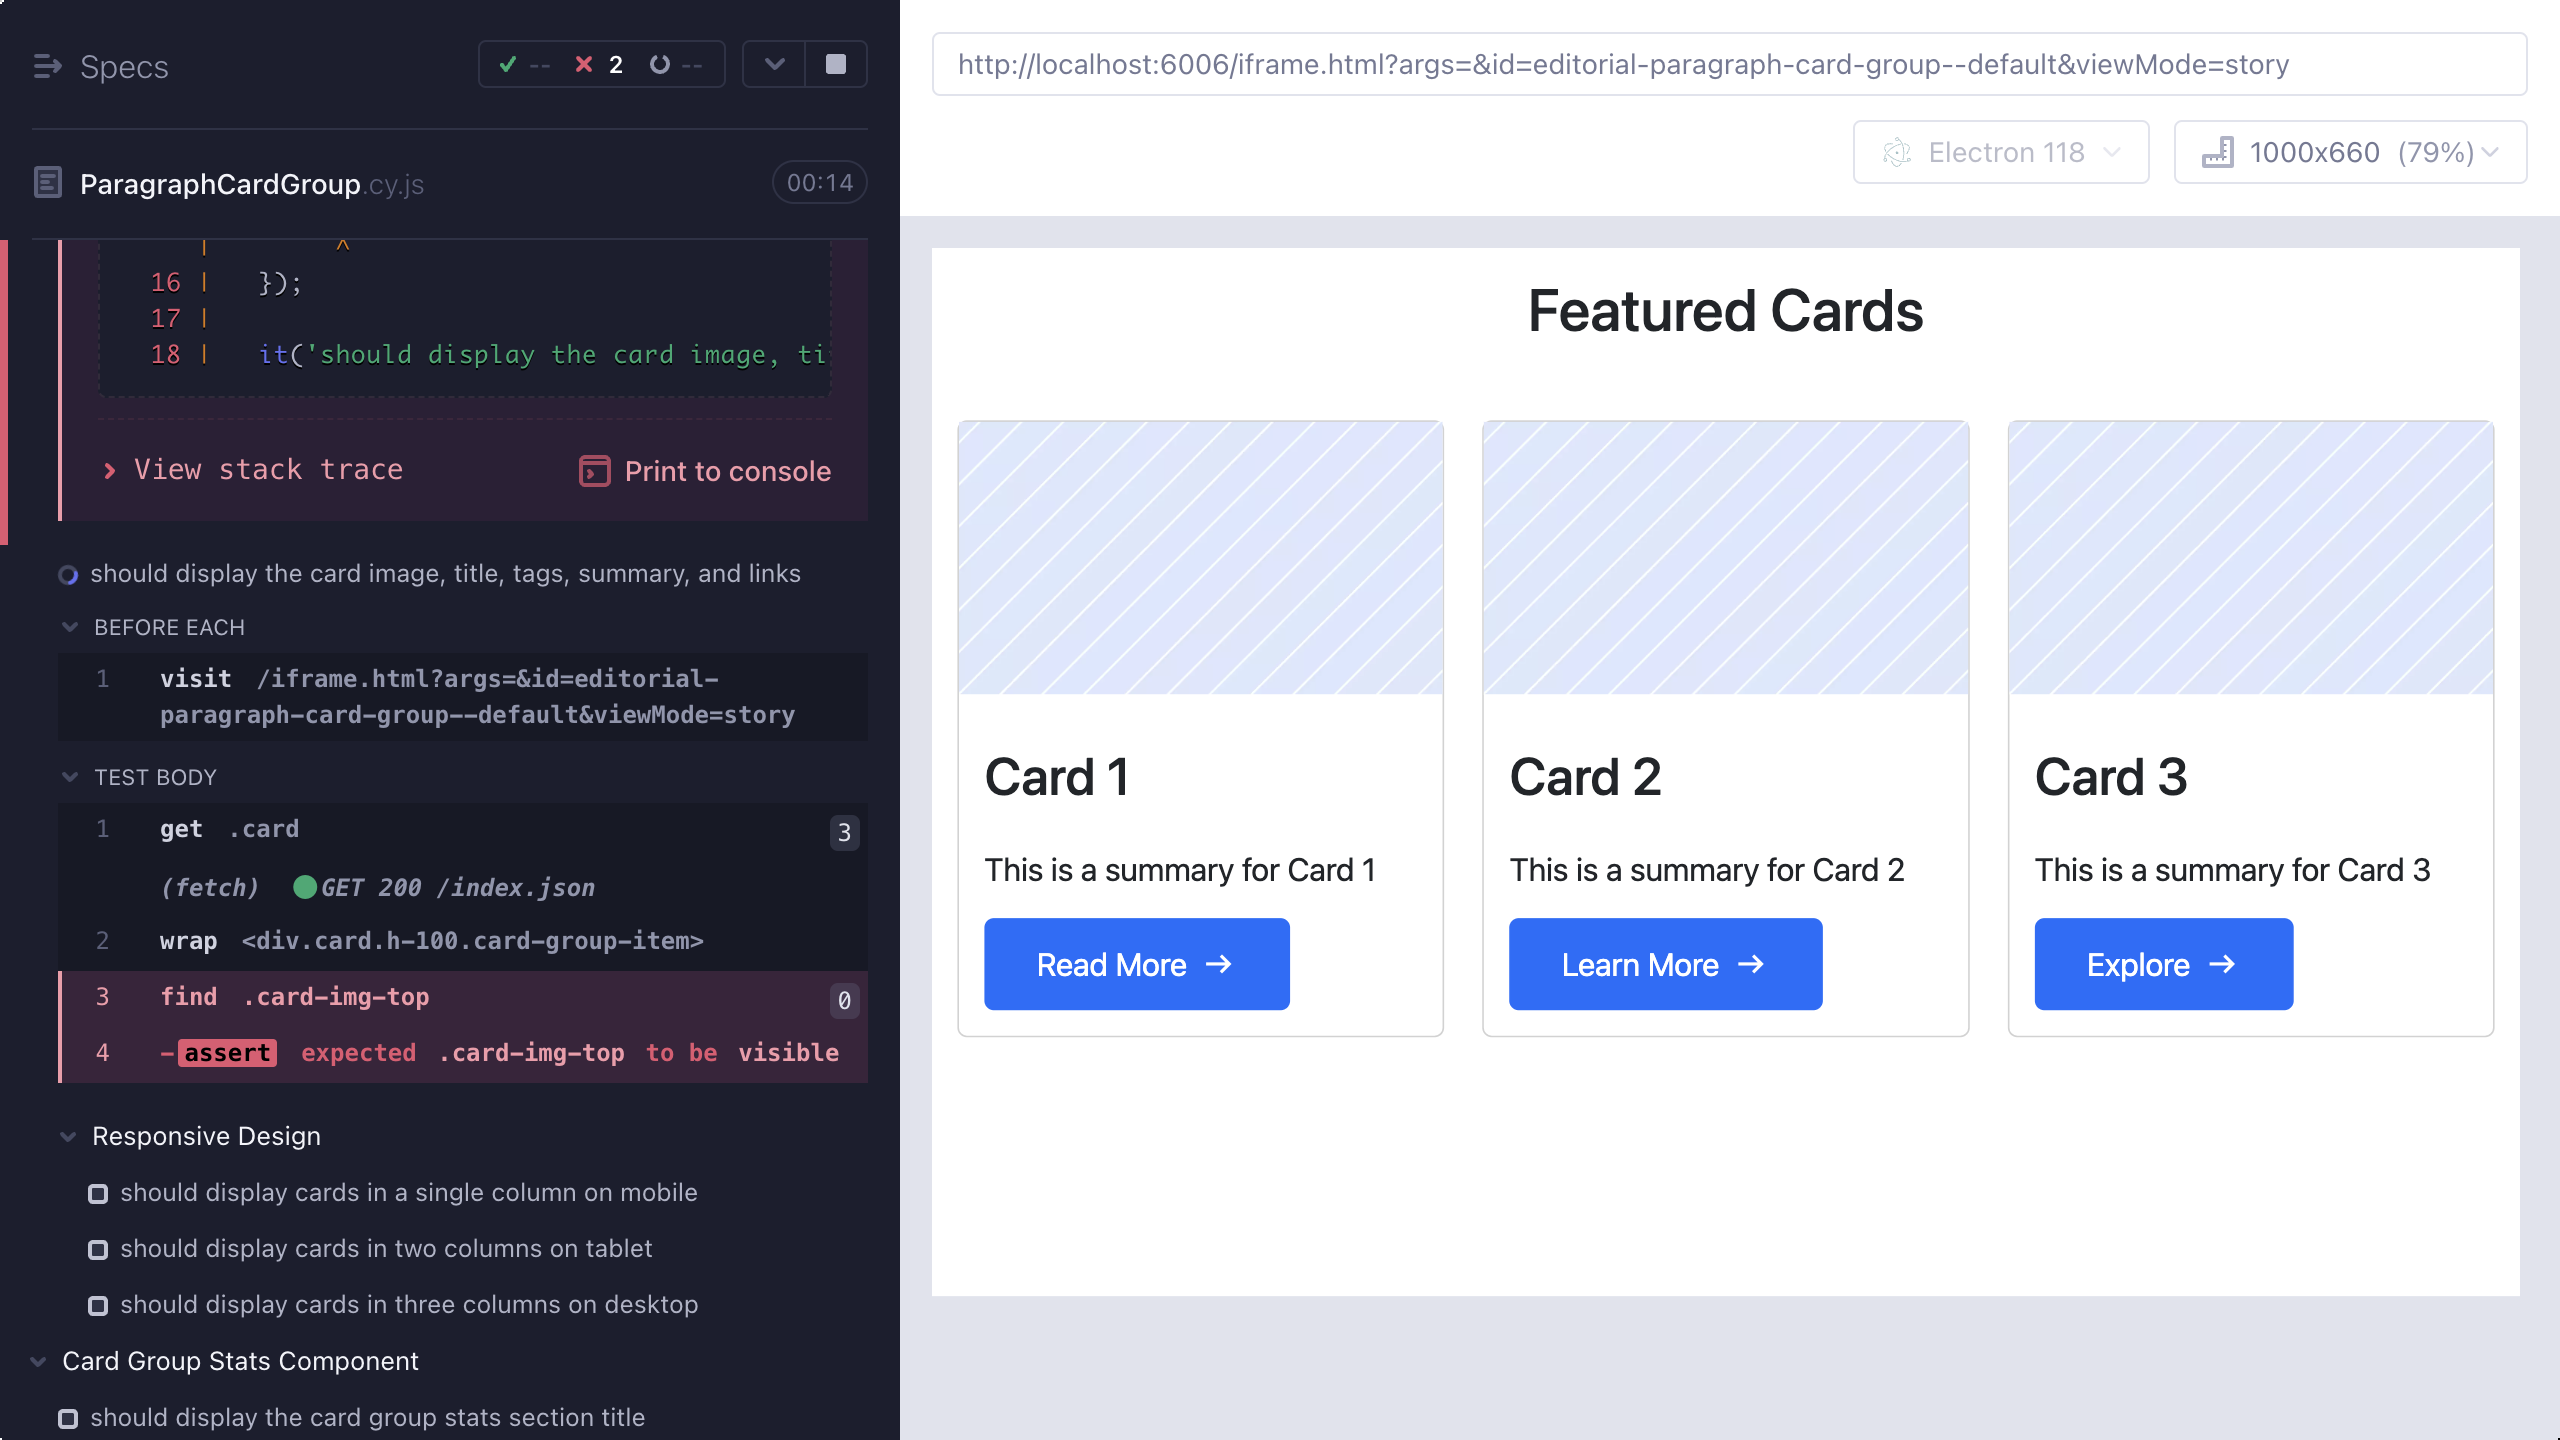 Specs
-- 2 --
ParagraphCardGroup.cy.js
00:14
| ^
16 | });
17 |
18 | it('should display the card image, ti
View stack trace
Print to console
should display the card image, title, tags, summary, and links
BEFORE EACH
1 visit /iframe.html?args=&id=editorial-
paragraph-card-group--default&viewMode=story
TEST BODY
1 get .card 3
(fetch) GET 200 /index.json
2 wrap <div.card.h-100.card-group-item>
3 find .card-img-top 0
4 -assert expected .card-img-top to be visible
Responsive Design
should display cards in a single column on mobile
should display cards in two columns on tablet
should display cards in three columns on desktop
Card Group Stats Component
should display the card group stats section title
http://localhost:6006/iframe.html?args=&id=editorial-paragraph-card-group--default&viewMode=story
Electron 118
1000x660 (79%)
Featured Cards
Card 1
This is a summary for Card 1
Read More →
Card 2
This is a summary for Card 2
Learn More →
Card 3
This is a summary for Card 3
Explore →